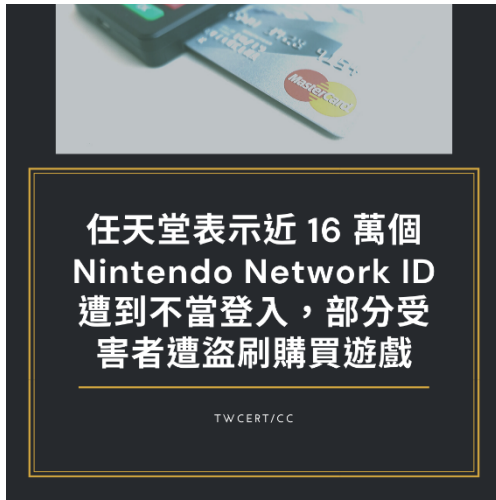 MasterCard
任天堂表示近 16 萬個
Nintendo Network ID
遭到不當登入，部分受
害者遭盜刷購買遊戲
TWCERT/CC